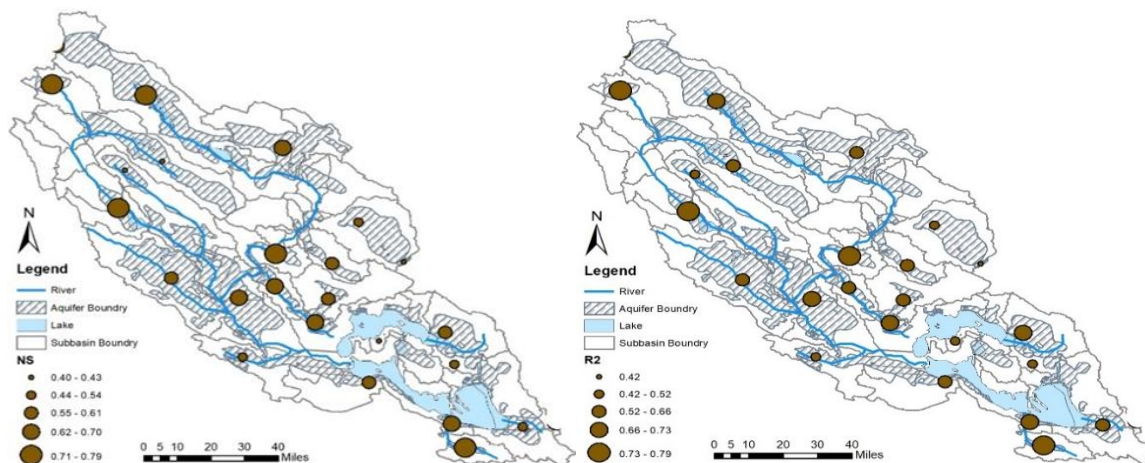 N
Legend
River
Aquifer Boundry
Lake
Subbasin Boundry
NS
0.40 - 0.43
0.44 - 0.54
0.55 - 0.61
0.62 - 0.70
0.71 - 0.79
0 5 10 20 30 40
Miles
N
Legend
River
Aquifer Boundry
Lake
Subbasin Boundry
R2
0.42
0.42 - 0.52
0.52 - 0.66
0.66 - 0.73
0.73 - 0.79
0 5 10 20 30 40
Miles